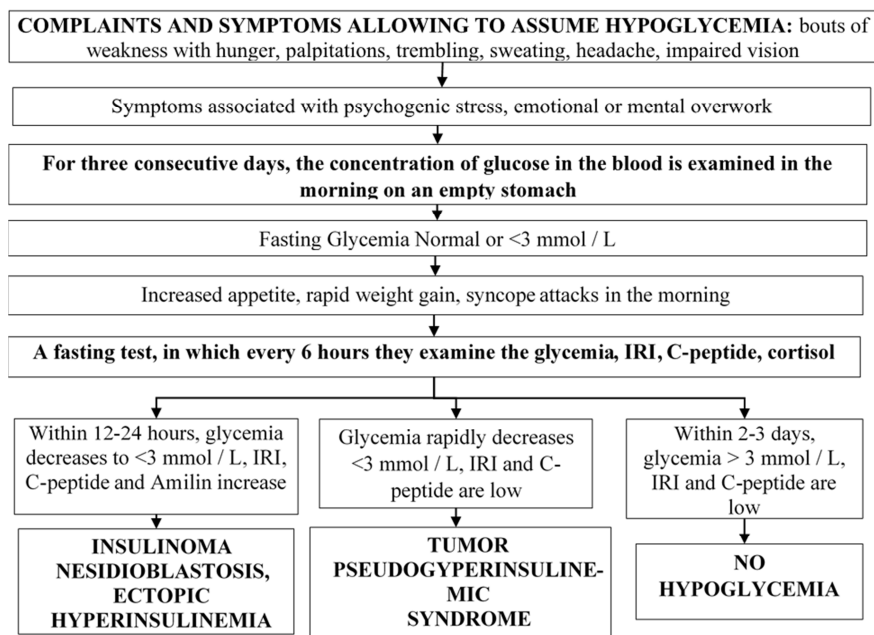 COMPLAINTS AND SYMPTOMS ALLOWING TO ASSUME HYPOGLYCEMIA: bouts of
weakness with hunger, palpitations, trembling, sweating, headache, impaired vision
Symptoms associated with psychogenic stress, emotional or mental overwork
For three consecutive days, the concentration of glucose in the blood is examined in the
morning on an empty stomach
Fasting Glycemia Normal or <3 mmol / L
Increased appetite, rapid weight gain, syncope attacks in the morning
A fasting test, in which every 6 hours they examine the glycemia, IRI, C-peptide, cortisol
Within 12-24 hours, glycemia
decreases to <3 mmol / L, IRI,
C-peptide and Amilin increase
Glycemia rapidly decreases
<3 mmol / L, IRI and C-
peptide are low
Within 2-3 days,
glycemia > 3 mmol / L,
IRI and C-peptide are
low
INSULINOMA
NESIDIOBLASTOSIS,
ECTOPIC
HYPERINSULINEMIA
TUMOR
PSEUDOGYPERINSULINE-
MIC
SYNDROME
NO
HYPOGLYCEMIA